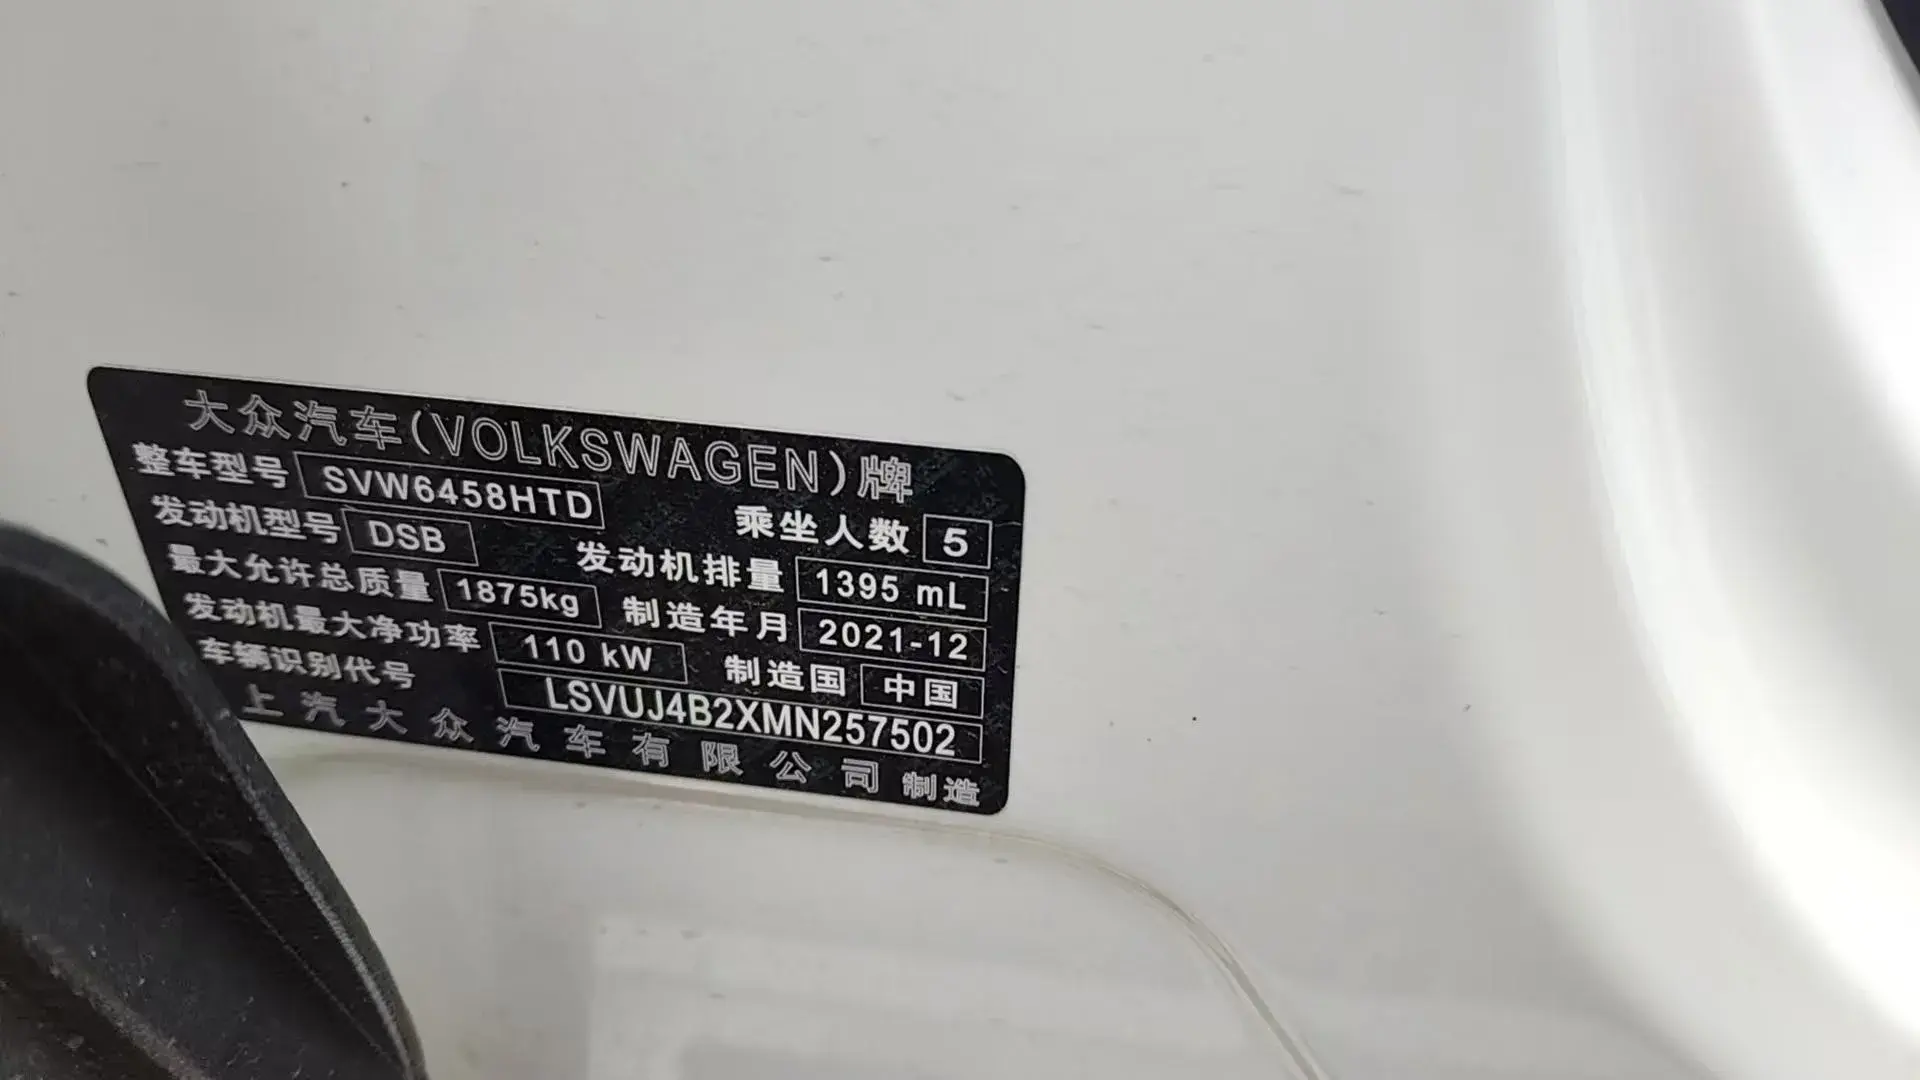 大众汽车(VOLKSWAGEN)牌
整车型号 SVW6458HTD 乘坐人数 5
发动机型号 DSB 发动机排量 1395 mL
最大允许总质量 1875kg 制造年月 2021-12
发动机最大净功率 110 kW 制造国 中国
车辆识别代号 LSVUJ4B2XMN257502
上汽大众汽车有限公司 制造